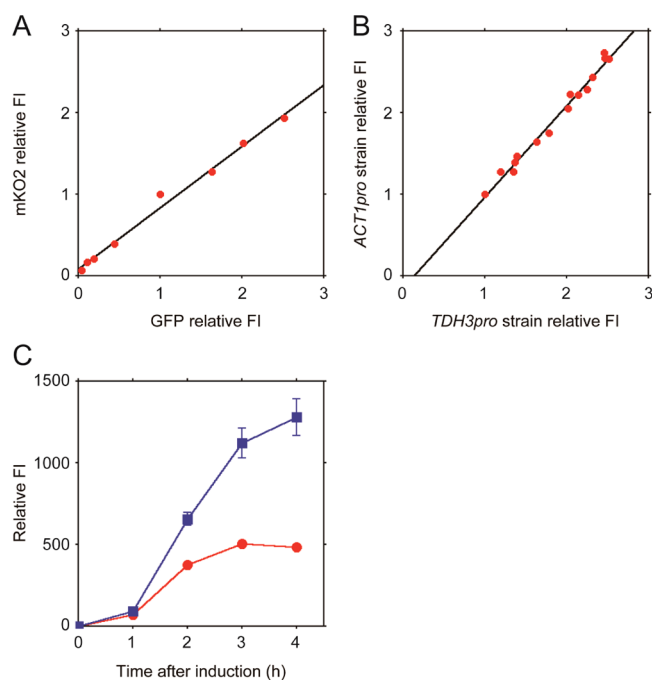 A
3
2
1
0
mKO2 relative FI
0
1
2
3
GFP relative FI
B
3
2
1
0
ACT1pro strain relative FI
0
1
2
3
TDH3pro strain relative FI
C
1500
1000
500
0
Relative FI
0
1
2
3
4
Time after induction (h)